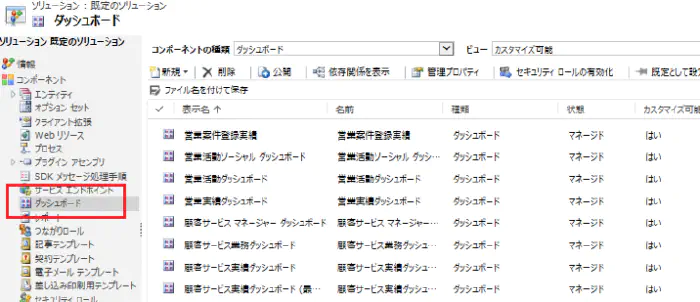 ソリューション : 既定のソリューション
ダッシュボード
ソリューション 既定のソリューション
情報
コンポーネント
エンティティ
オプション セット
クライアント拡張
Web リソース
プロセス
プラグイン アセンブリ
SDK メッセージ処理手順
サービス エンドポイント
ダッシュボード
レポート
つながりロール
記事テンプレート
契約テンプレート
電子メール テンプレート
差し込み印刷用テンプレート
セキュリティ ロール
コンポーネントの種類 ダッシュボード ビュー カスタマイズ可能
新規 削除 公開 依存関係を表示 管理プロパティ セキュリティ ロールの有効化 既定として設
ファイル名を付けて保存
表示名 ↑ 名前 種類 状態 カスタマイズ可能
営業案件登録実績 営業案件登録実績 ダッシュボード マネージド はい
営業活動ソーシャル ダッシュボード 営業活動ソーシャル ダッ... ダッシュボード マネージド はい
営業活動ダッシュボード 営業活動ダッシュボード ダッシュボード マネージド はい
営業実績ダッシュボード 営業実績ダッシュボード ダッシュボード マネージド はい
顧客サービス マネージャー ダッシュボード 顧客サービス マネージャー... ダッシュボード マネージド はい
顧客サービス業務ダッシュボード 顧客サービス業務ダッシュ... ダッシュボード マネージド はい
顧客サービス実績ダッシュボード 顧客サービス実績ダッシュ... ダッシュボード マネージド はい
顧客サービス実績ダッシュボード (最... 顧客サービス実績ダッシュ... ダッシュボード マネージド はい